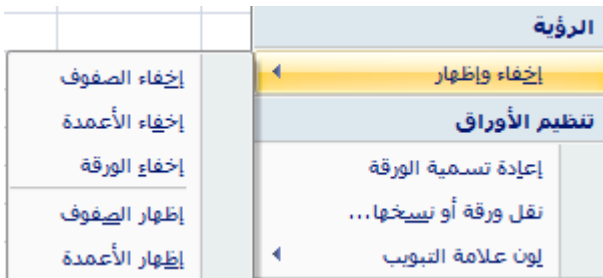 الرؤية
إخفاء وإظهار
تنظيم الأوراق
إعادة تسمية الورقة
نقل ورقة أو نسخها...
لون علامة التبويب
إخفاء الصفوف
إخفاء الأعمدة
إخفاء الورقة
إظهار الصفوف
إظهار الأعمدة